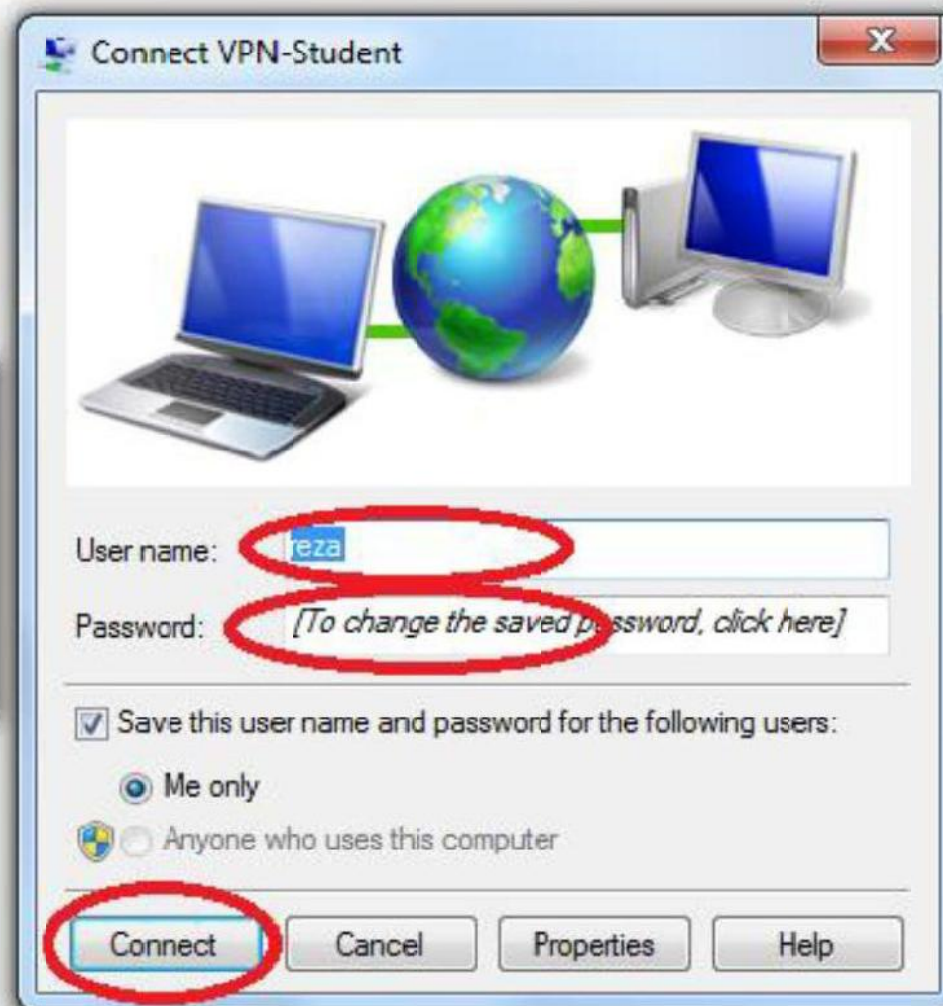 Connect VPN-Student
User name: reza
Password: [To change the saved password, click here]
Save this user name and password for the following users:
Me only
Anyone who uses this computer
Connect Cancel Properties Help